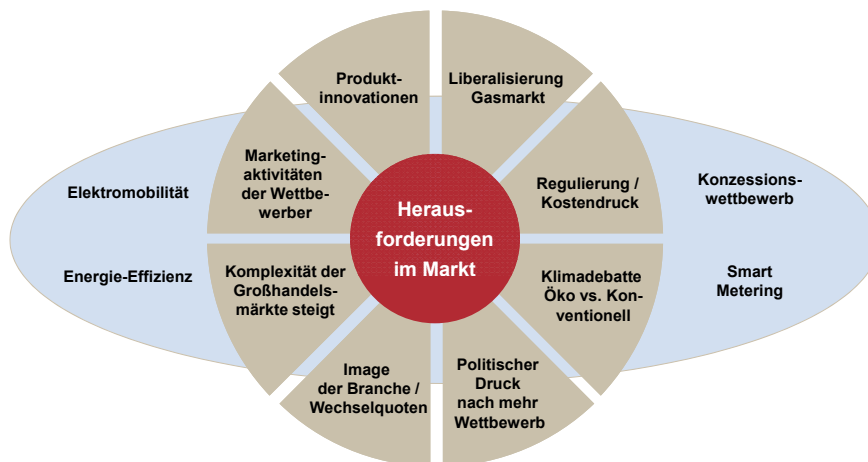 Produkt-
innovationen
Liberalisierung
Gasmarkt
Marketing-
aktivitäten
der Wettbe-
werber
Regulierung /
Kostendruck
Elektromobilität
Konzessions-
wettbewerb
Heraus-
forderungen
im Markt
Energie-Effizienz
Komplexität der
Großhandels-
märkte steigt
Klimadebatte
Öko vs. Kon-
ventionell
Smart
Metering
Image
der Branche /
Wechselquoten
Politischer
Druck
nach mehr
Wettbewerb